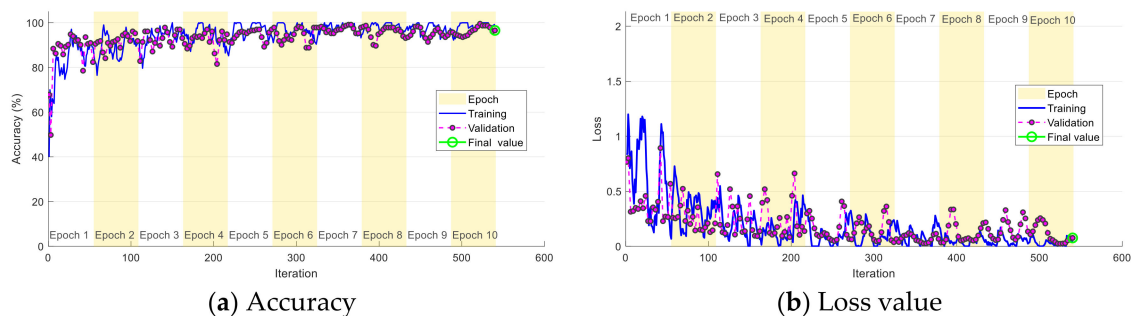 100
80
60
40
20
0
Accuracy (%)
Epoch
Training
Validation
Final value
Epoch 1 Epoch 2 Epoch 3 Epoch 4 Epoch 5 Epoch 6 Epoch 7 Epoch 8 Epoch 9 Epoch 10
0 100 200 300 400 500 600
Iteration
(a) Accuracy
Epoch 1 Epoch 2 Epoch 3 Epoch 4 Epoch 5 Epoch 6 Epoch 7 Epoch 8 Epoch 9 Epoch 10
2
1.5
1
0.5
0
Loss
Epoch
Training
Validation
Final value
0 100 200 300 400 500 600
Iteration
(b) Loss value